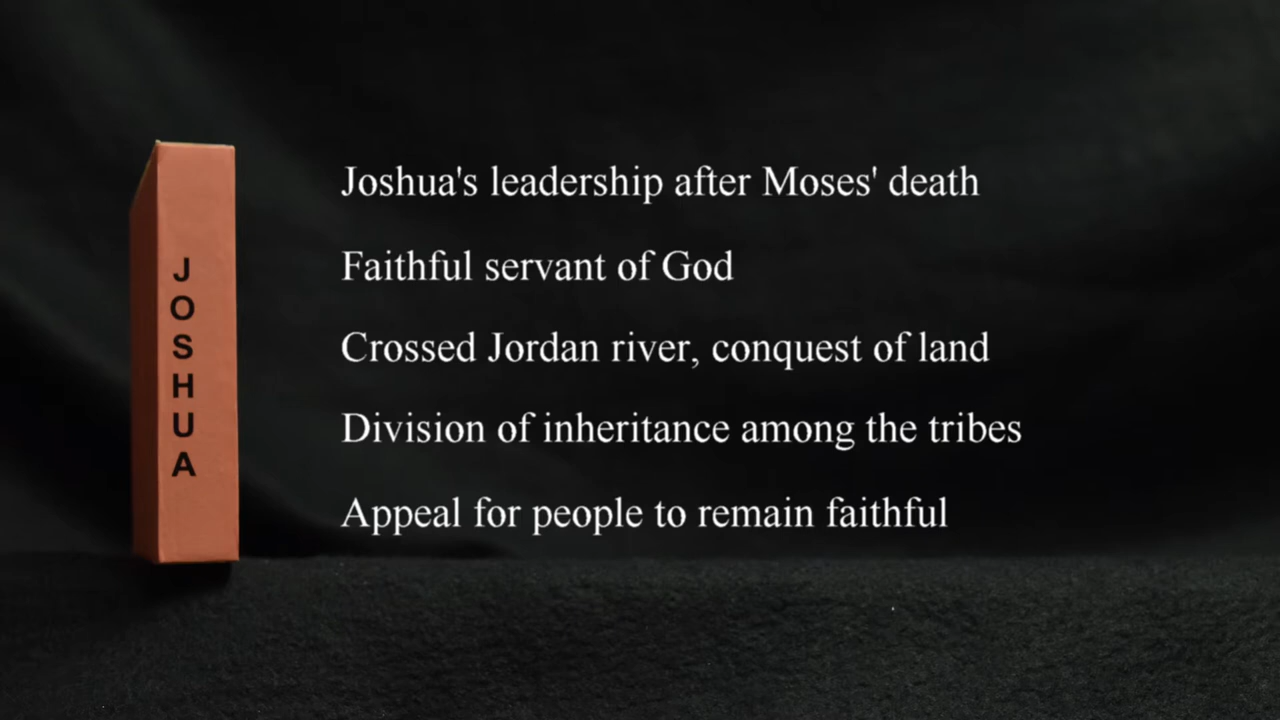 JOSHUA
Joshua's leadership after Moses' death
Faithful servant of God
Crossed Jordan river, conquest of land
Division of inheritance among the tribes
Appeal for people to remain faithful